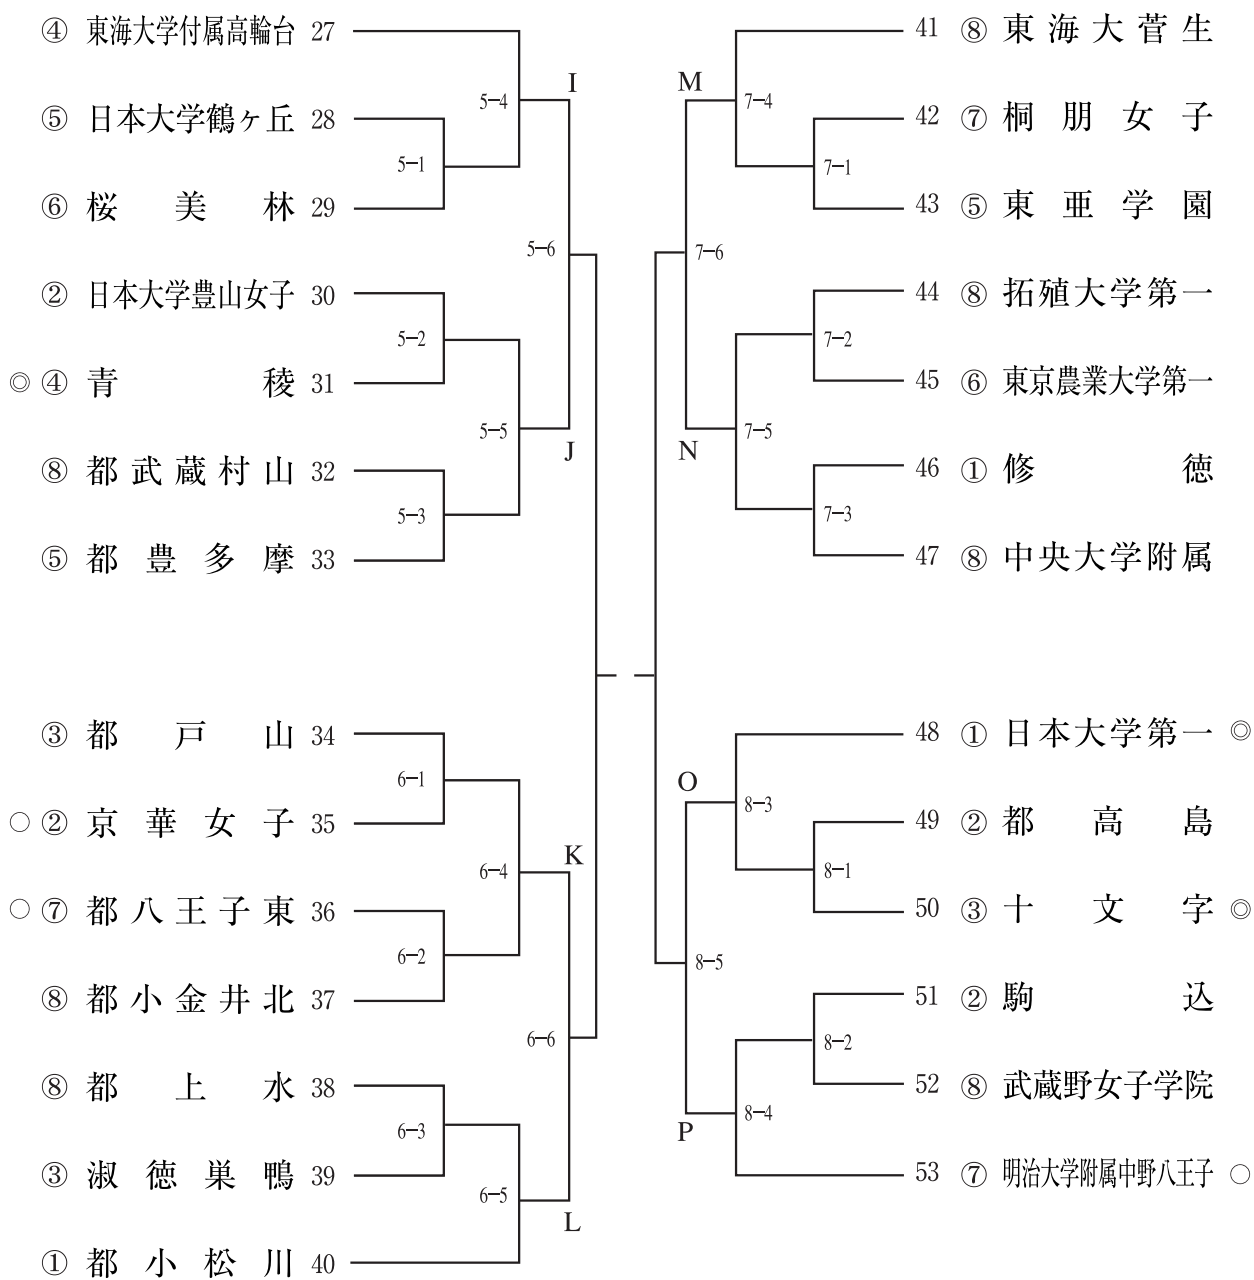 ④ 東海大学付属高輪台 27
I
5-4
⑤ 日本大学鶴ヶ丘 28
5-1
⑥ 桜美林 29
5-6
② 日本大学豊山女子 30
5-2
◎ ④ 青稜 31
5-5
J
⑧ 都武蔵村山 32
5-3
⑤ 都豊多摩 33
③ 都戸山 34
6-1
○ ② 京華女子 35
K
6-4
○ ⑦ 都八王子東 36
6-2
⑧ 都小金井北 37
6-6
⑧ 都上水 38
6-3
③ 淑徳巣鴨 39
6-5
L
① 都小松川 40
41 ⑧ 東海大菅生
M
7-4
42 ⑦ 桐朋女子
7-1
43 ⑤ 東亜学園
7-6
44 ⑧ 拓殖大学第一
7-2
45 ⑥ 東京農業大学第一
7-5
N
46 ① 修徳
7-3
47 ⑧ 中央大学附属
48 ① 日本大学第一 ◎
O
8-3
49 ② 都高島
8-1
50 ③ 十文字 ◎
8-5
51 ② 駒込
8-2
52 ⑧ 武蔵野女子学院
8-4
P
53 ⑦ 明治大学附属中野八王子 ○